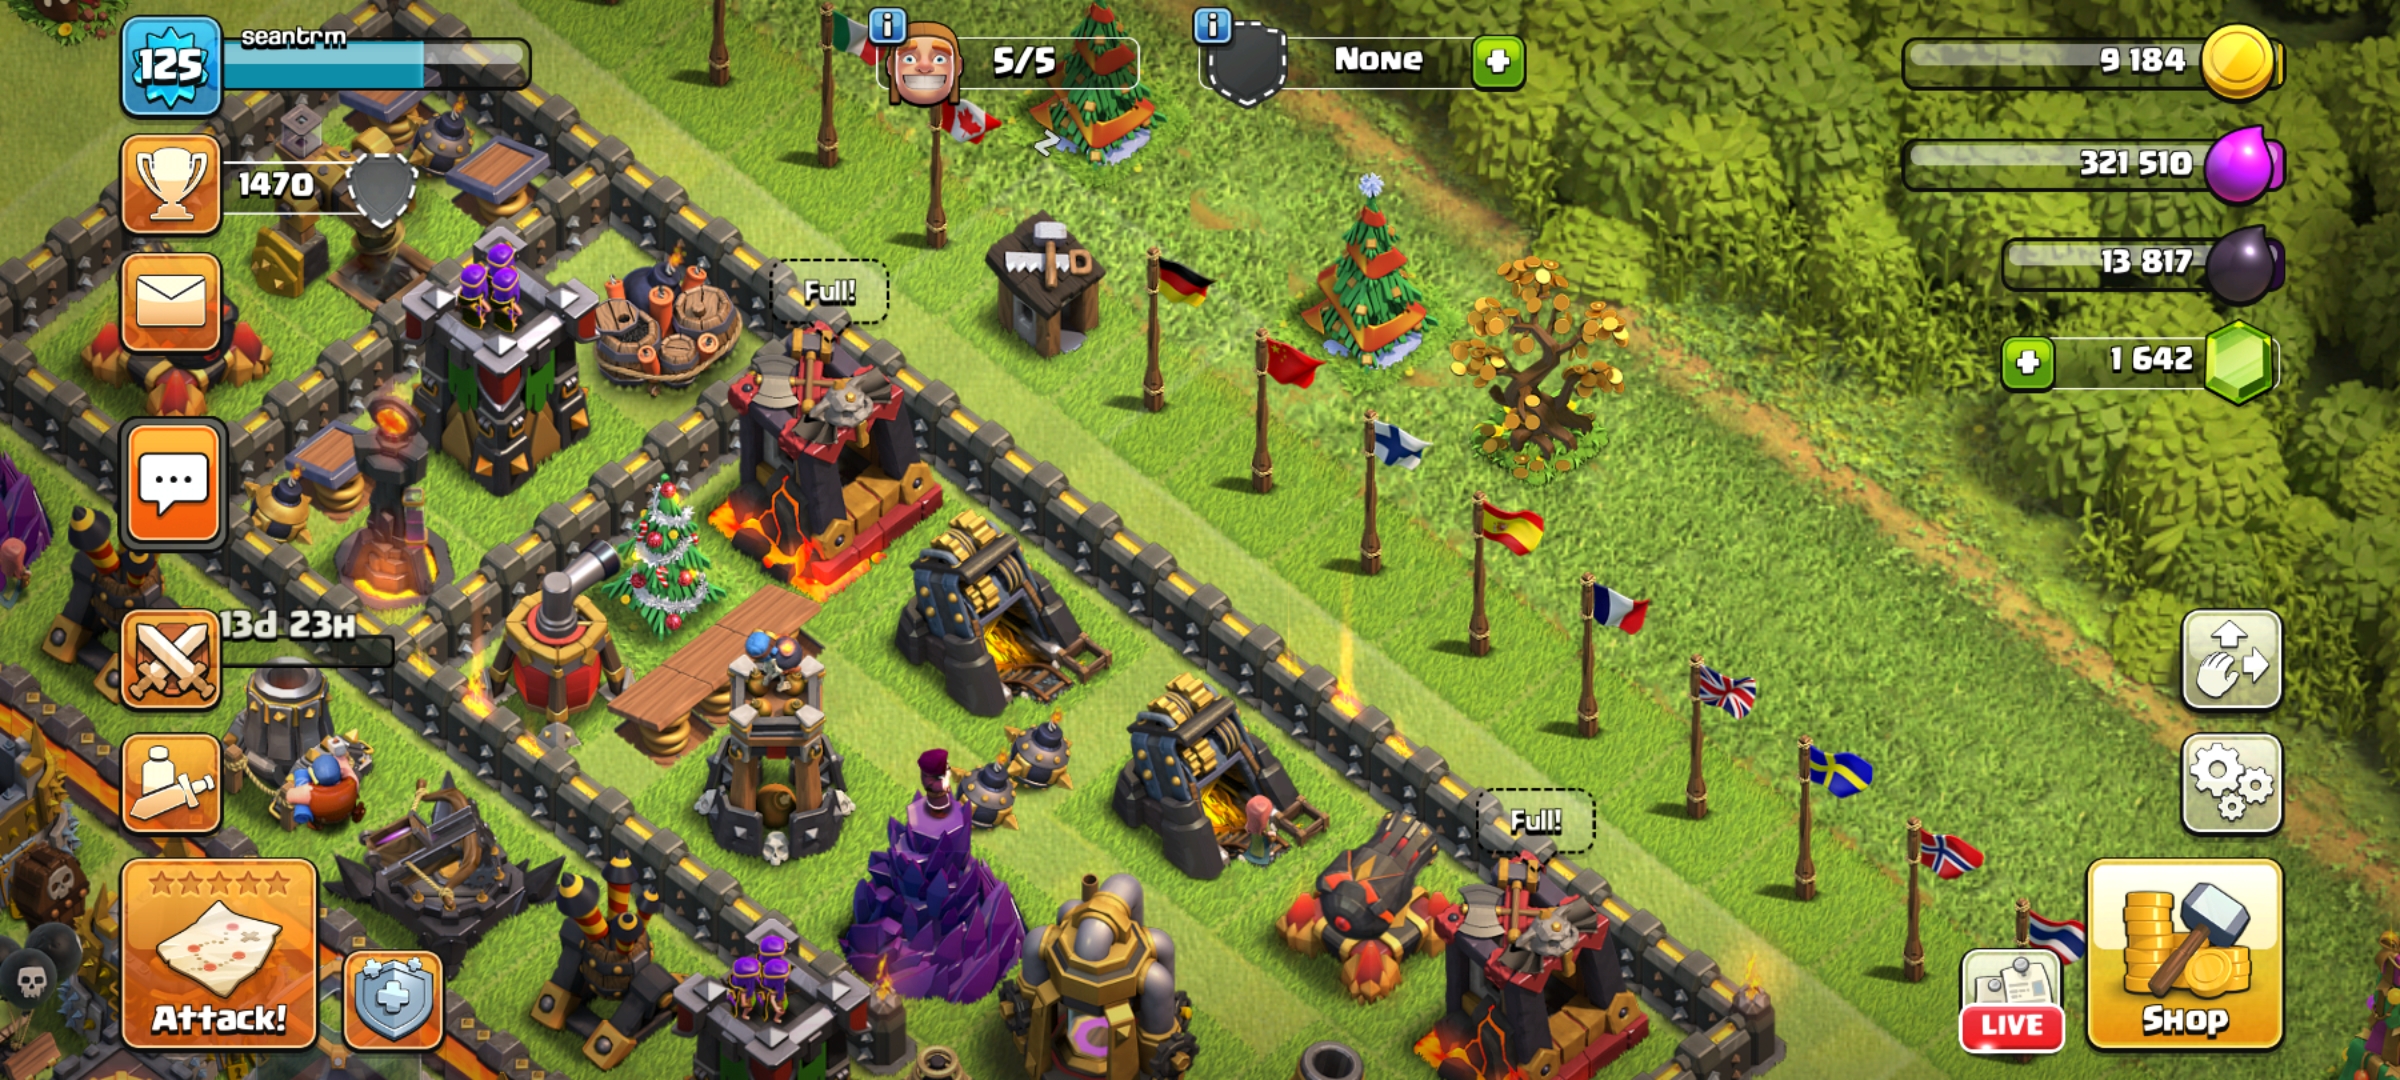 125
seantrm
5/5
None
9 184
1470
321 510
13 817
Full!
1 642
13d 23h
Full!
Attack!
LIVE
Shop